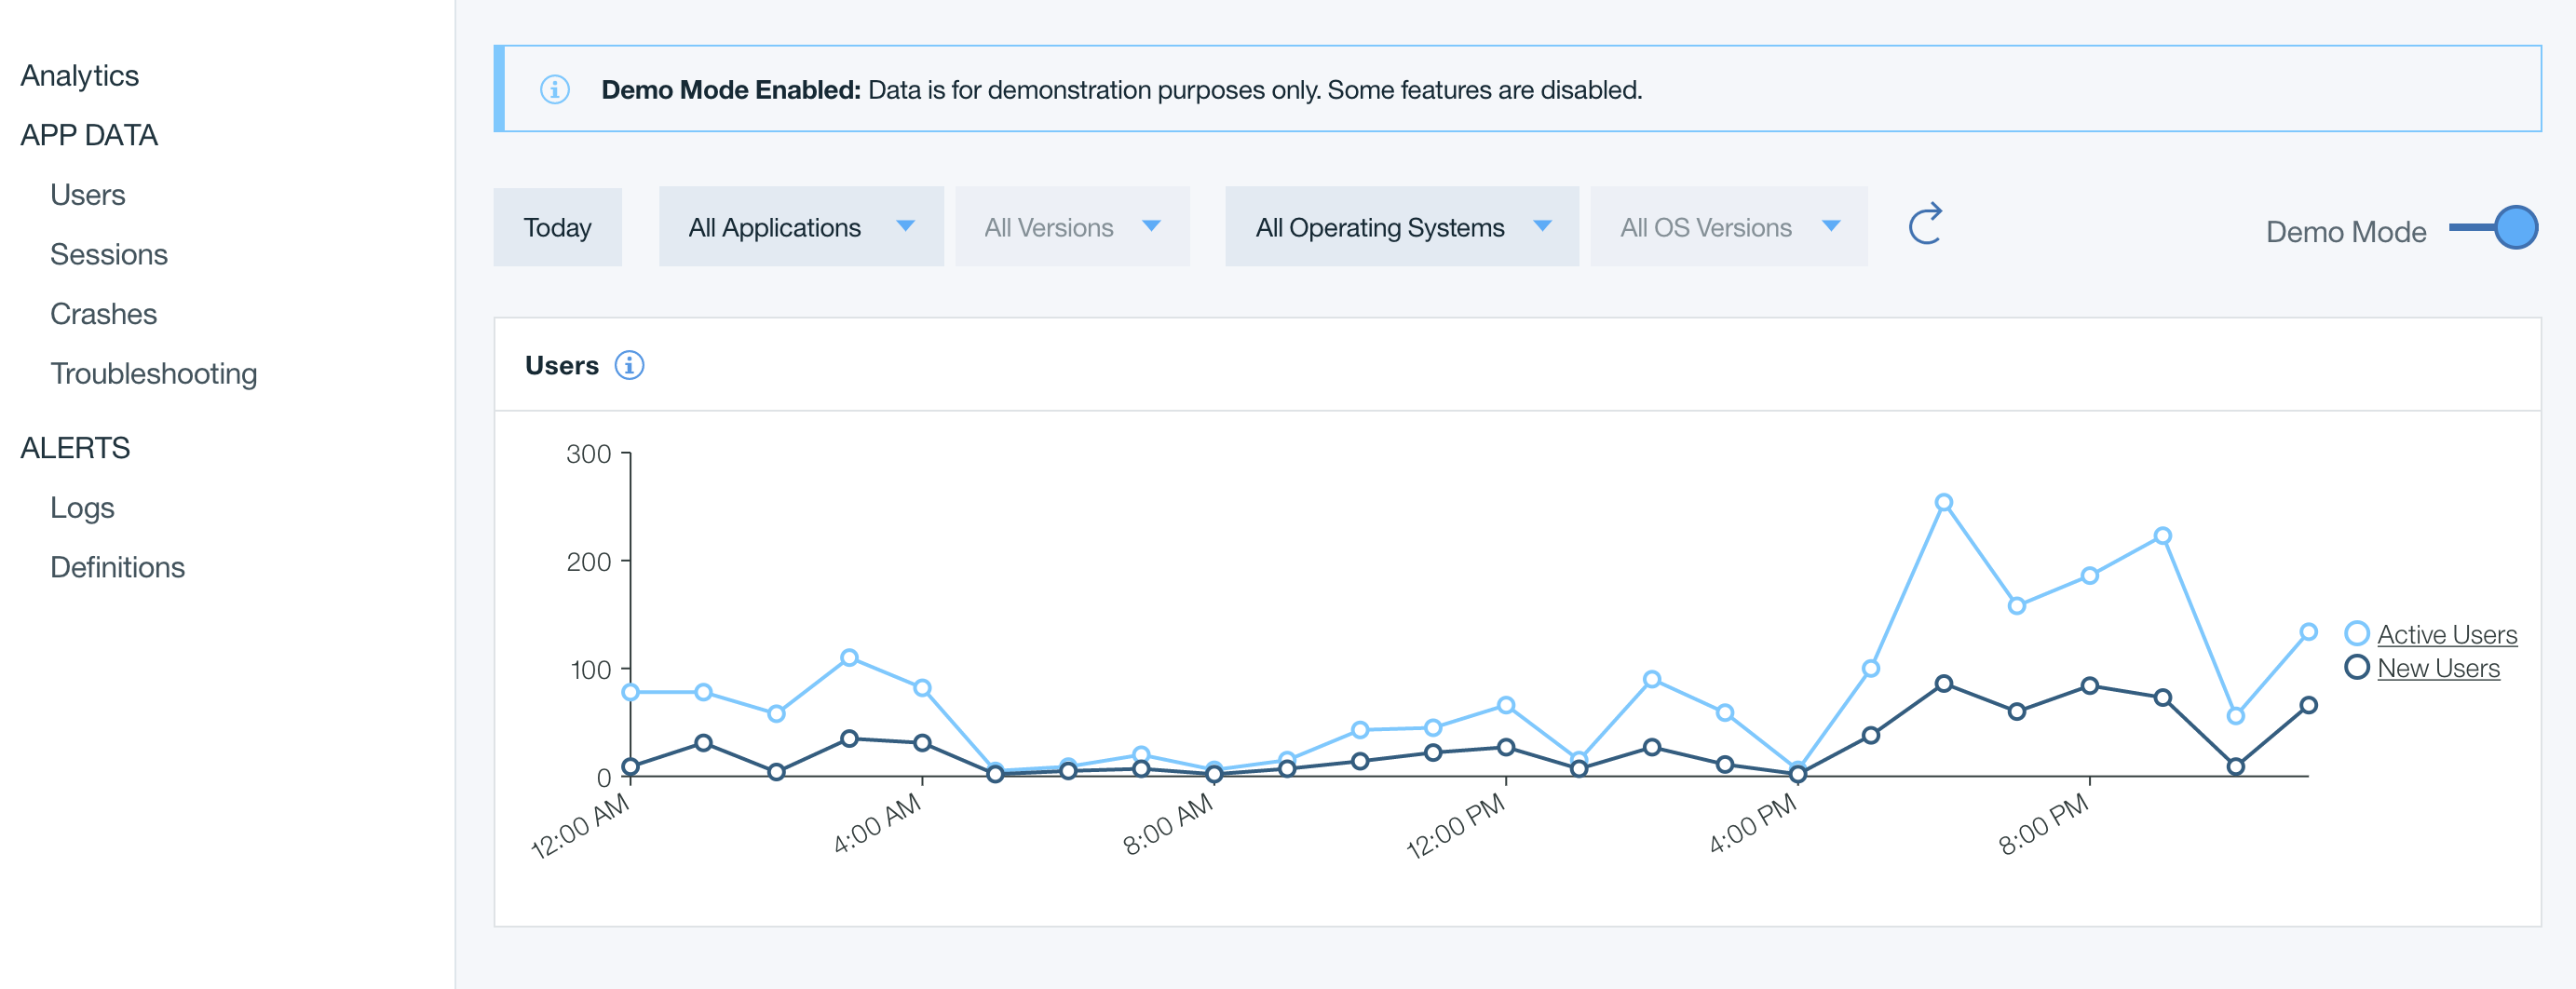 Analytics
APP DATA
Users
Sessions
Crashes
Troubleshooting
ALERTS
Logs
Definitions
Demo Mode Enabled: Data is for demonstration purposes only. Some features are disabled.
Today
All Applications
All Versions
All Operating Systems
All OS Versions
Demo Mode
Users
300
200
100
0
12:00 AM
4:00 AM
8:00 AM
12:00 PM
4:00 PM
8:00 PM
Active Users
New Users